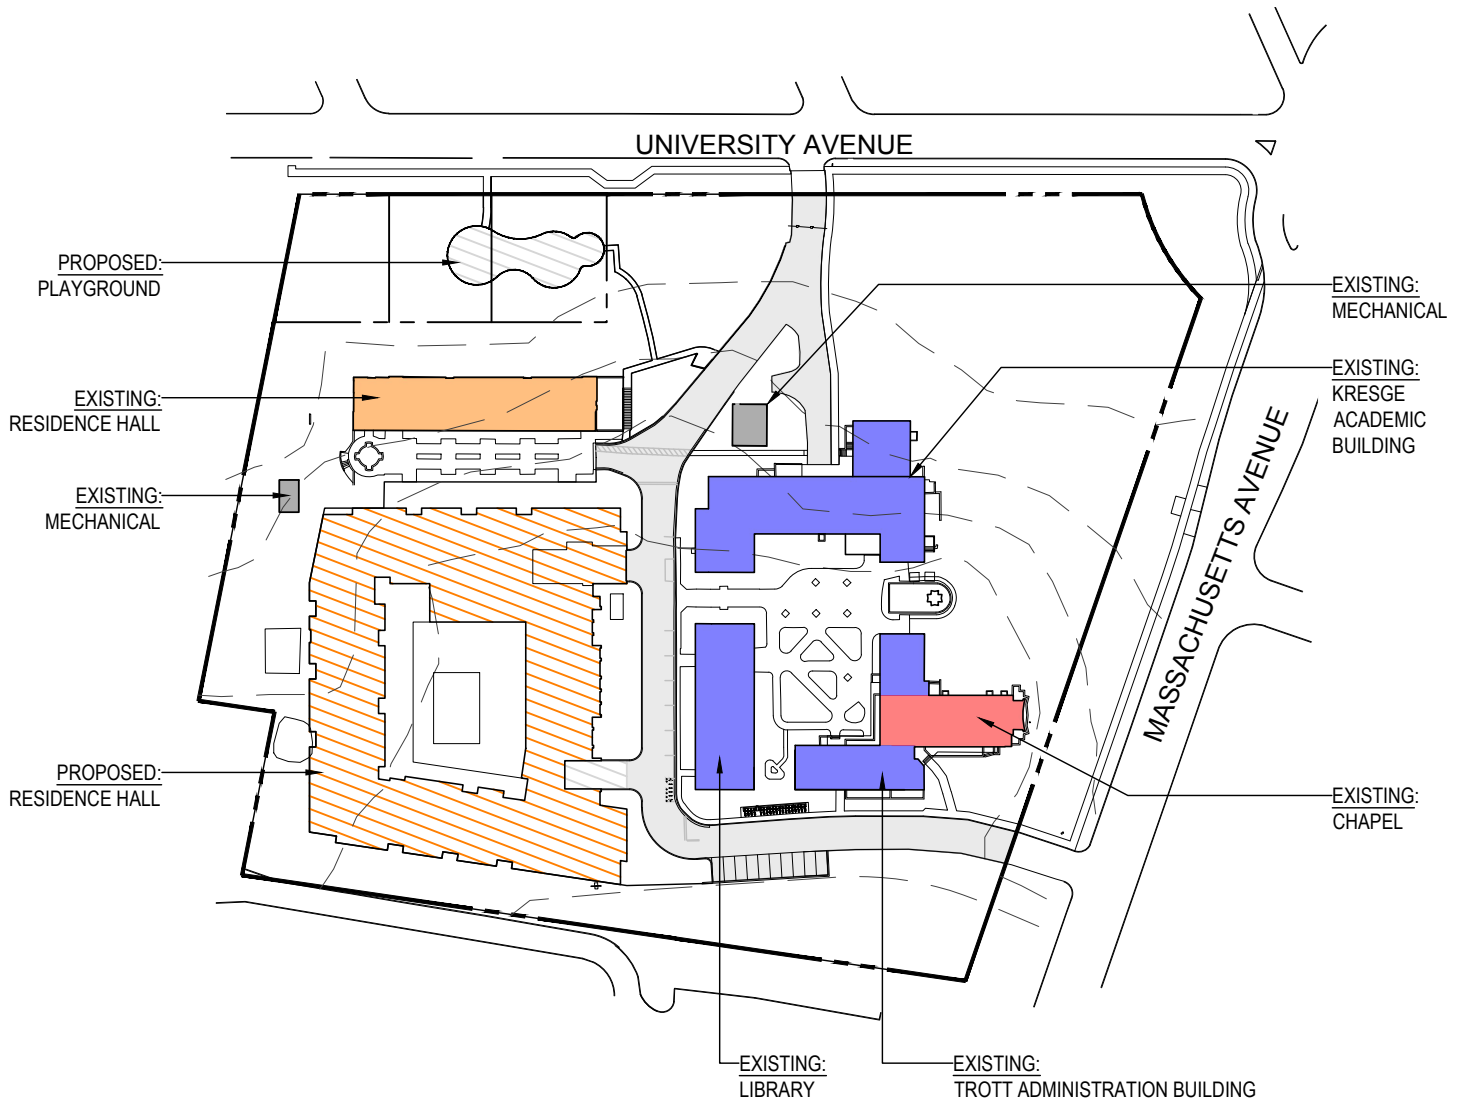 UNIVERSITY AVENUE
PROPOSED:
PLAYGROUND
EXISTING:
MECHANICAL
EXISTING:
KRESGE
ACADEMIC
BUILDING
EXISTING:
RESIDENCE HALL
EXISTING:
MECHANICAL
MASSACHUSETTS AVENUE
PROPOSED:
RESIDENCE HALL
EXISTING:
CHAPEL
EXISTING:
LIBRARY
EXISTING:
TROTT ADMINISTRATION BUILDING